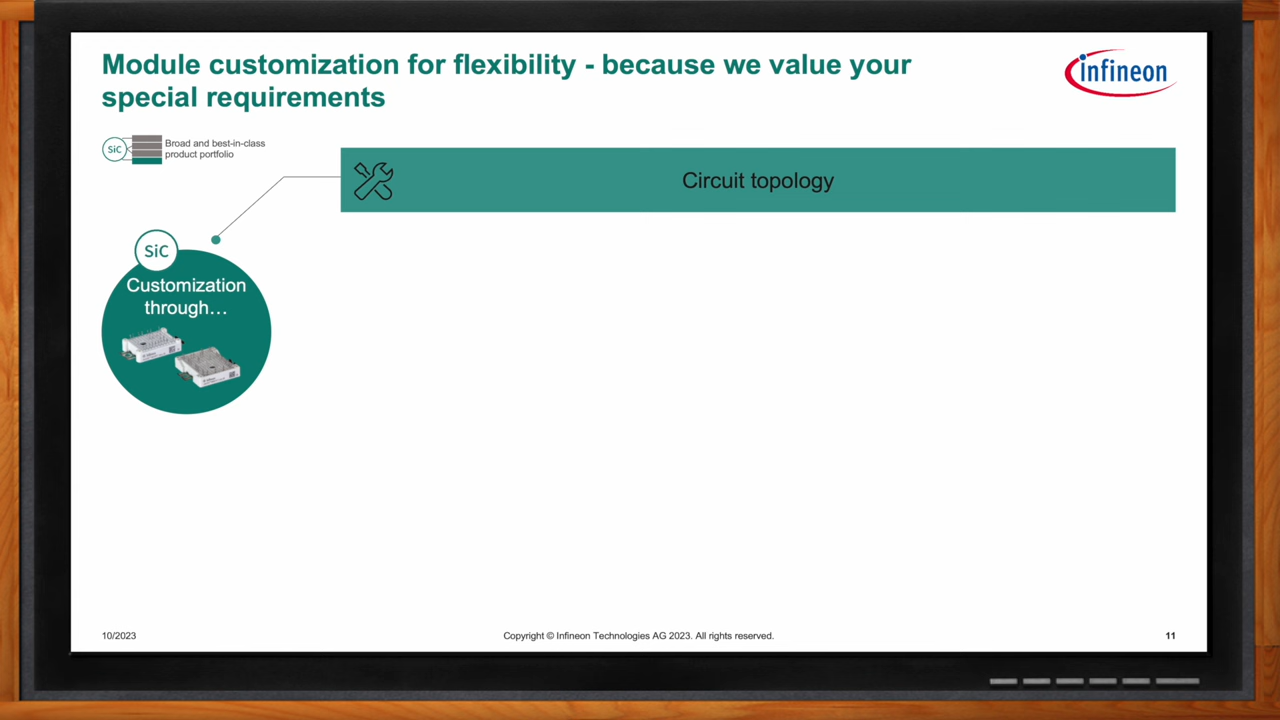 Module customization for flexibility - because we value your
special requirements
infineon
SiC
Broad and best-in-class
product portfolio
Circuit topology
SiC
Customization
through…
10/2023
Copyright © Infineon Technologies AG 2023. All rights reserved.
11